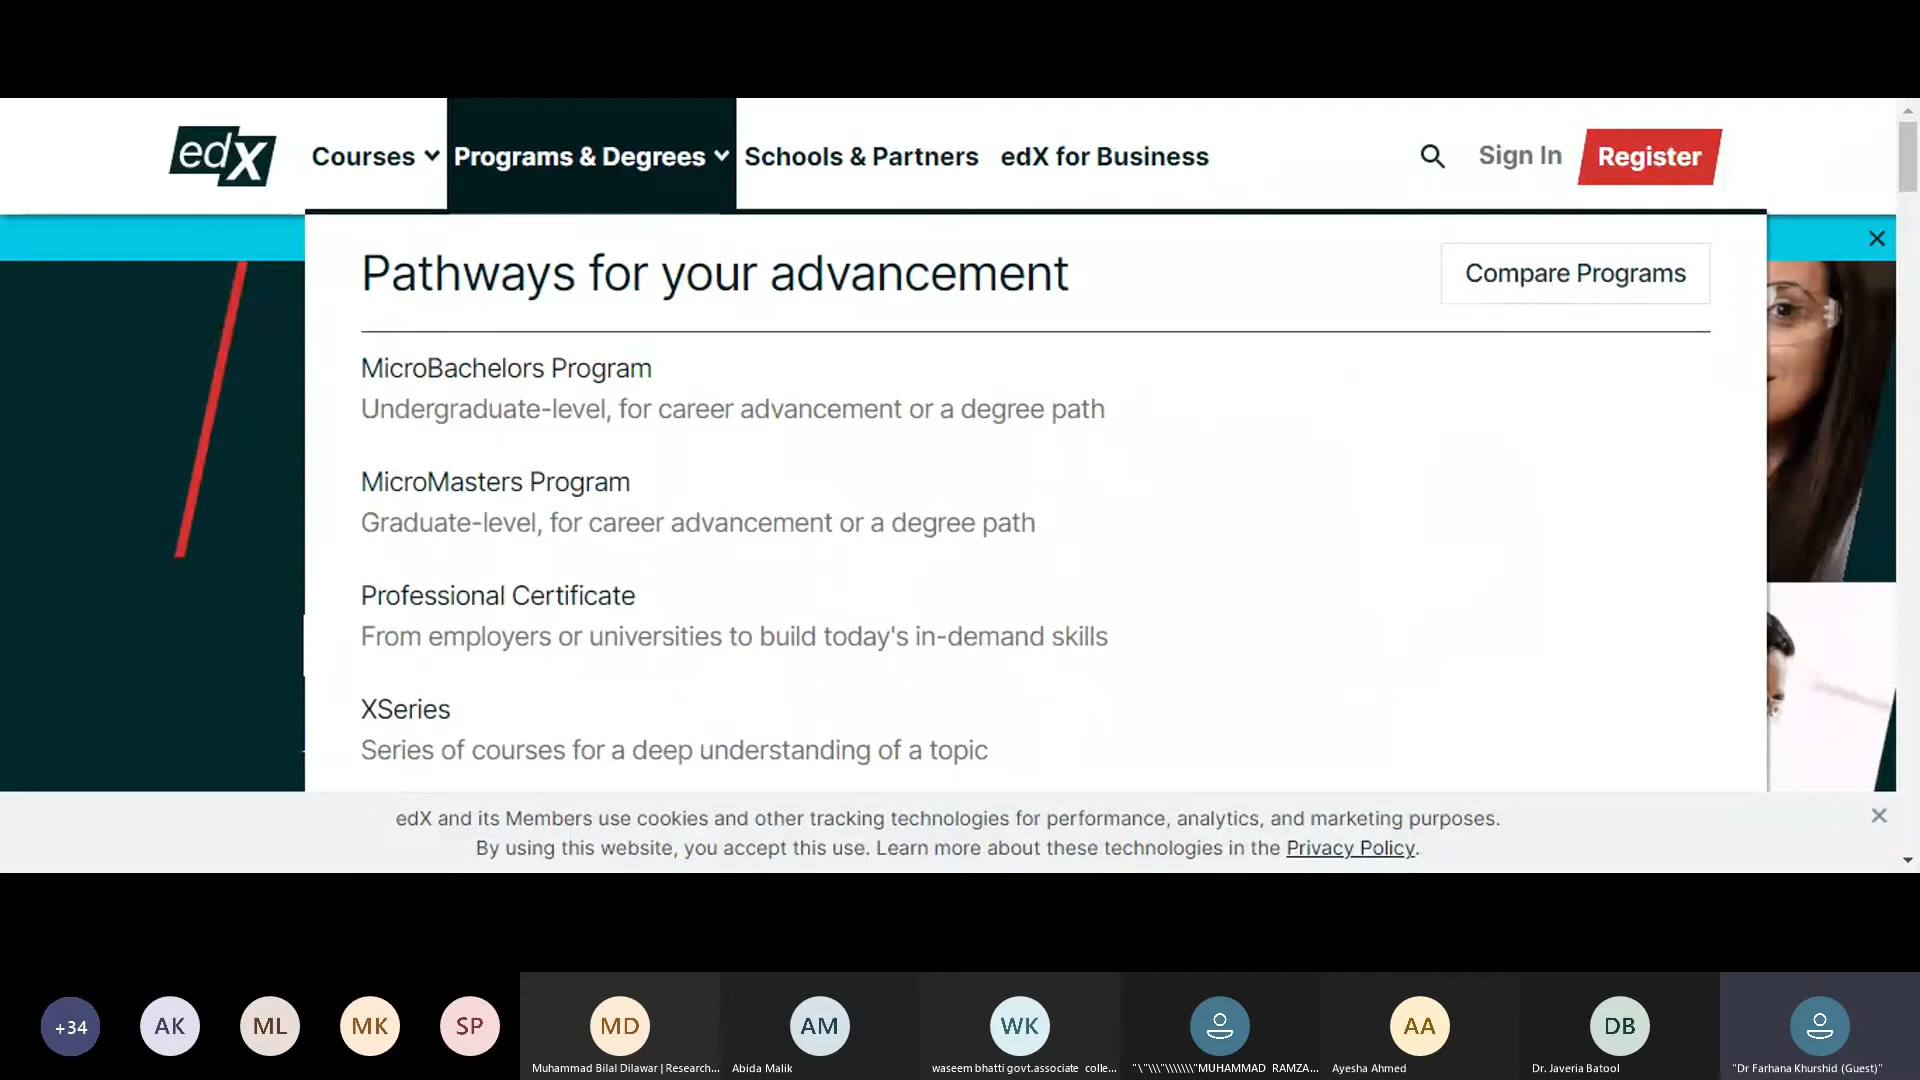 edX
Courses
Programs & Degrees
Schools & Partners
edX for Business
Sign In
Register
Pathways for your advancement
Compare Programs
MicroBachelors Program
Undergraduate-level, for career advancement or a degree path
MicroMasters Program
Graduate-level, for career advancement or a degree path
Professional Certificate
From employers or universities to build today's in-demand skills
XSeries
Series of courses for a deep understanding of a topic
edX and its Members use cookies and other tracking technologies for performance, analytics, and marketing purposes.
By using this website, you accept this use. Learn more about these technologies in the Privacy Policy.
+34
AK
ML
MK
SP
MD
AM
WK
AA
DB
Muhammad Bilal Dilawar | Research...
Abida Malik
waseem bhatti govt.associate colle...
"\"\\\"\\\\\\\"MUHAMMAD RAMZA...
Ayesha Ahmed
Dr. Javeria Batool
"Dr Farhana Khurshid (Guest)"